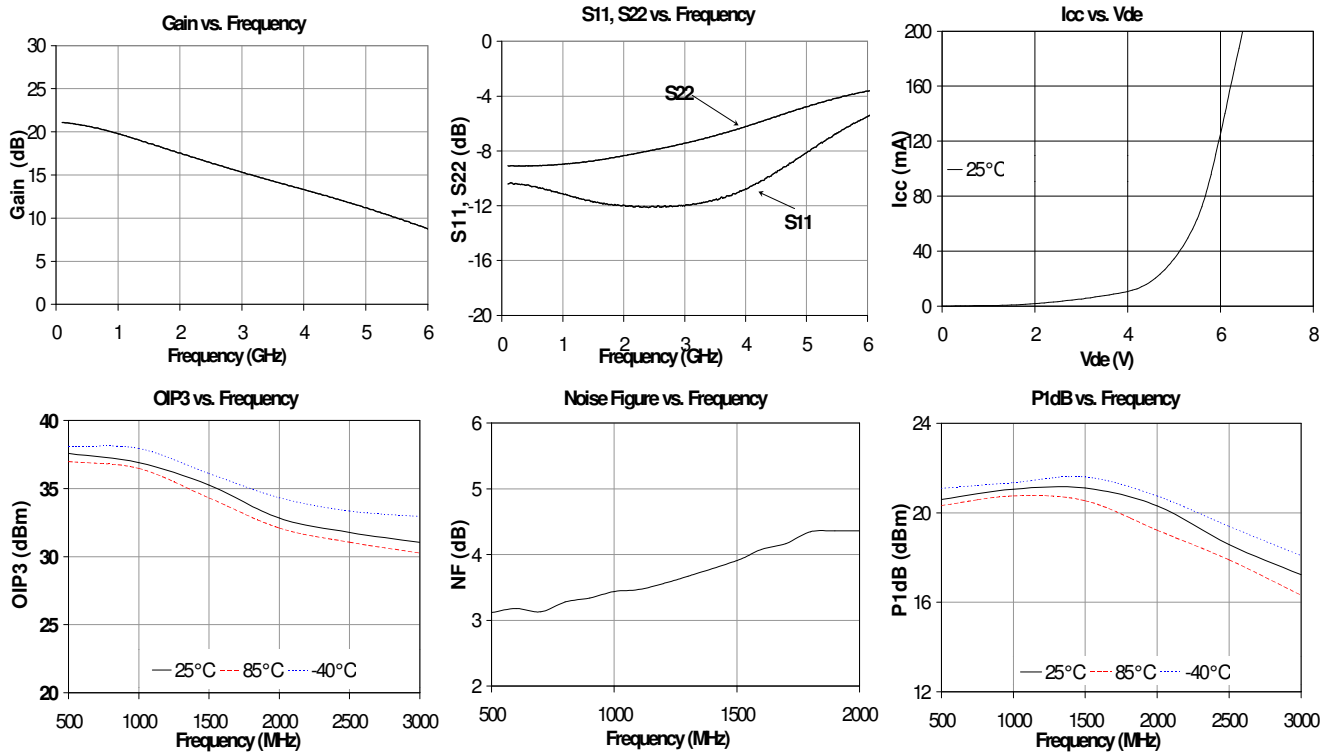 Gain vs. Frequency
30
25
20
15
10
5
0
Gain (dB)
0 1 2 3 4 5 6
Frequency (GHz)
S11, S22 vs. Frequency
0
-4
-8
-12
-16
-20
S11, S22 (dB)
S22
S11
0 1 2 3 4 5 6
Frequency (GHz)
Icc vs. Vde
200
160
120
80
40
0
Icc (mA)
25°C
0 2 4 6 8
Vde (V)
OIP3 vs. Frequency
40
35
30
25
20
OIP3 (dBm)
25°C 85°C -40°C
500 1000 1500 2000 2500 3000
Frequency (MHz)
Noise Figure vs. Frequency
6
5
4
3
2
NF (dB)
500 1000 1500 2000
Frequency (MHz)
P1dB vs. Frequency
24
20
16
12
P1dB (dBm)
25°C 85°C -40°C
500 1000 1500 2000 2500 3000
Frequency (MHz)